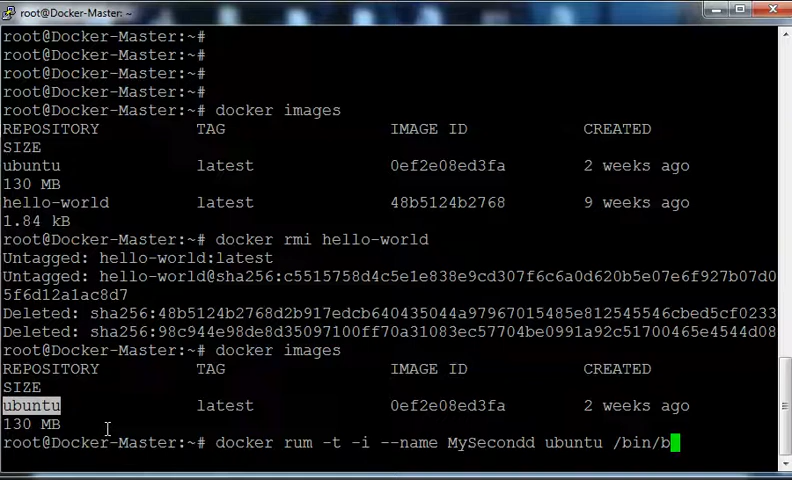 root@Docker-Master:~
root@Docker-Master:~#
root@Docker-Master:~#
root@Docker-Master:~#
root@Docker-Master:~#
root@Docker-Master:~# docker images
REPOSITORY TAG IMAGE ID CREATED
SIZE
ubuntu latest 0ef2e08ed3fa 2 weeks ago
130 MB
hello-world latest 48b5124b2768 9 weeks ago
1.84 kB
root@Docker-Master:~# docker rmi hello-world
Untagged: hello-world:latest
Untagged: hello-world@sha256:c5515758d4c5e1e838e9cd307f6c6a0d620b5e07e6f927b07d0
5f6d12a1ac8d7
Deleted: sha256:48b5124b2768d2b917edcb640435044a97967015485e812545546cbed5cf0233
Deleted: sha256:98c944e98de8d35097100ff70a31083ec57704be0991a92c51700465e4544d08
root@Docker-Master:~# docker images
REPOSITORY TAG IMAGE ID CREATED
SIZE
ubuntu latest 0ef2e08ed3fa 2 weeks ago
130 MB
root@Docker-Master:~# docker rum -t -i --name MySecondd ubuntu /bin/b